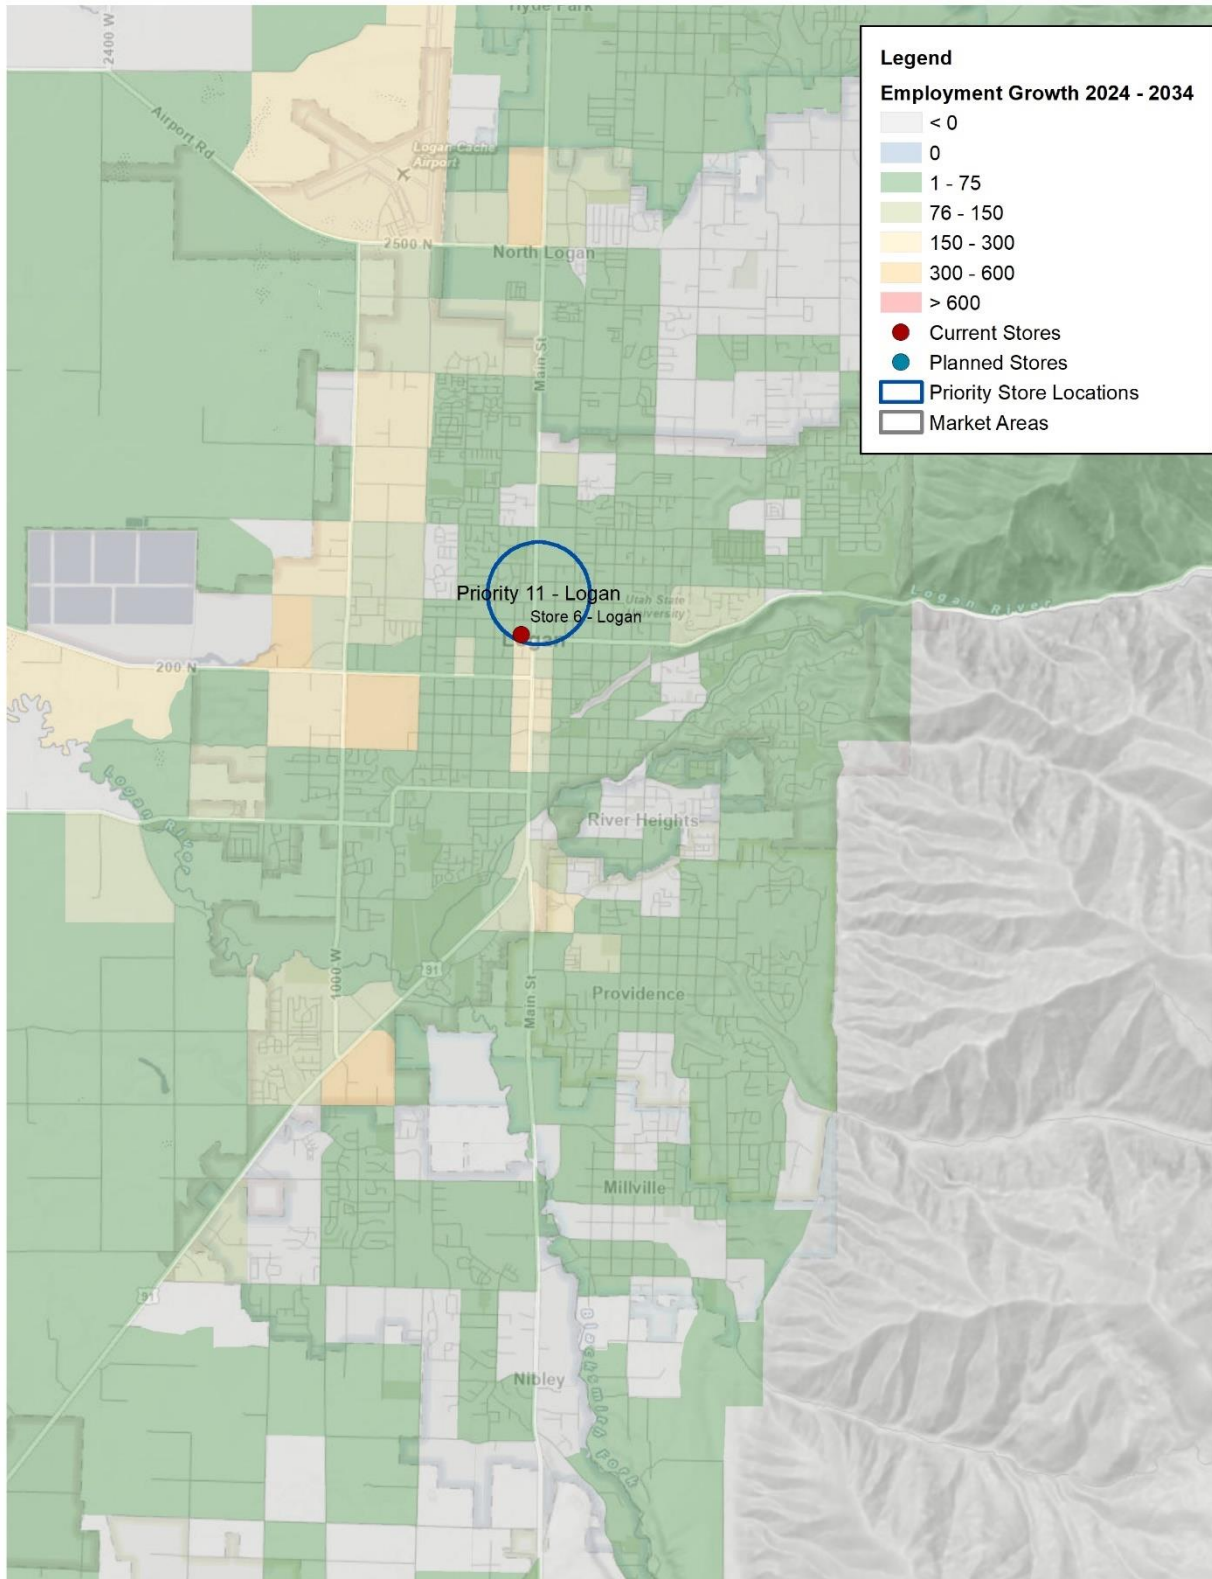 Hyde Park
2400 W
Legend
Employment Growth 2024 - 2034
< 0
0
1 - 75
76 - 150
150 - 300
300 - 600
> 600
Current Stores
Planned Stores
Priority Store Locations
Market Areas
Airport Rd
Logan-Cache
Airport
2500 N
North Logan
Main St
Priority 11 - Logan
Utah State
University
Store 6 - Logan
Logan
Logan River
200 N
Logan River
River Heights
1000 W
91
Main St
Providence
Millville
91
Blacksmith Fork
Nibley